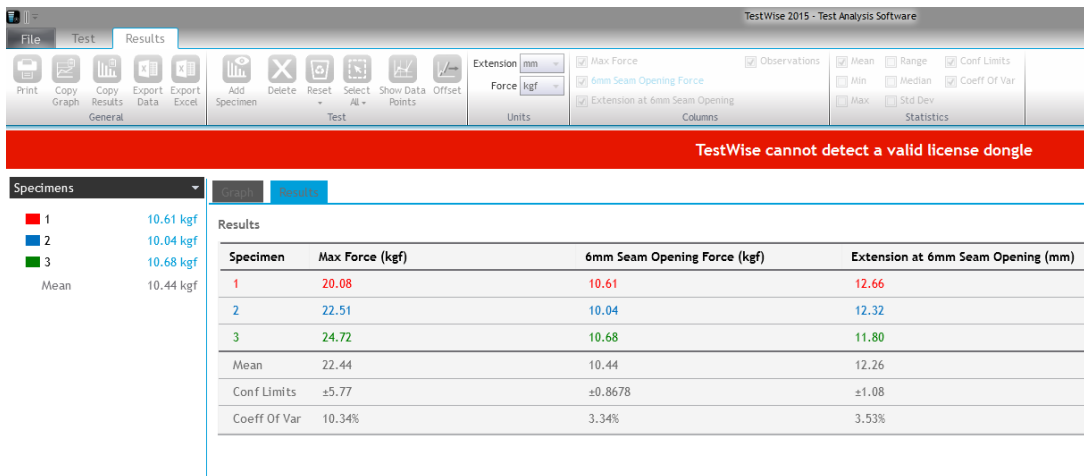 TestWise 2015 - Test Analysis Software
File Test Results
Print Copy Graph Copy Results Export Data Export Excel
General
Add Specimen Delete Reset Select All Show Data Points Offset
Test
Extension mm
Force kgf
Units
Max Force Observations
6mm Seam Opening Force
Extension at 6mm Seam Opening
Columns
Mean Range Conf Limits
Min Median Coeff Of Var
Max Std Dev
Statistics
TestWise cannot detect a valid license dongle
Specimens
1 10.61 kgf
2 10.04 kgf
3 10.68 kgf
Mean 10.44 kgf
Graph Results
Results
Specimen Max Force (kgf) 6mm Seam Opening Force (kgf) Extension at 6mm Seam Opening (mm)
1 20.08 10.61 12.66
2 22.51 10.04 12.32
3 24.72 10.68 11.80
Mean 22.44 10.44 12.26
Conf Limits ±5.77 ±0.8678 ±1.08
Coeff Of Var 10.34% 3.34% 3.53%